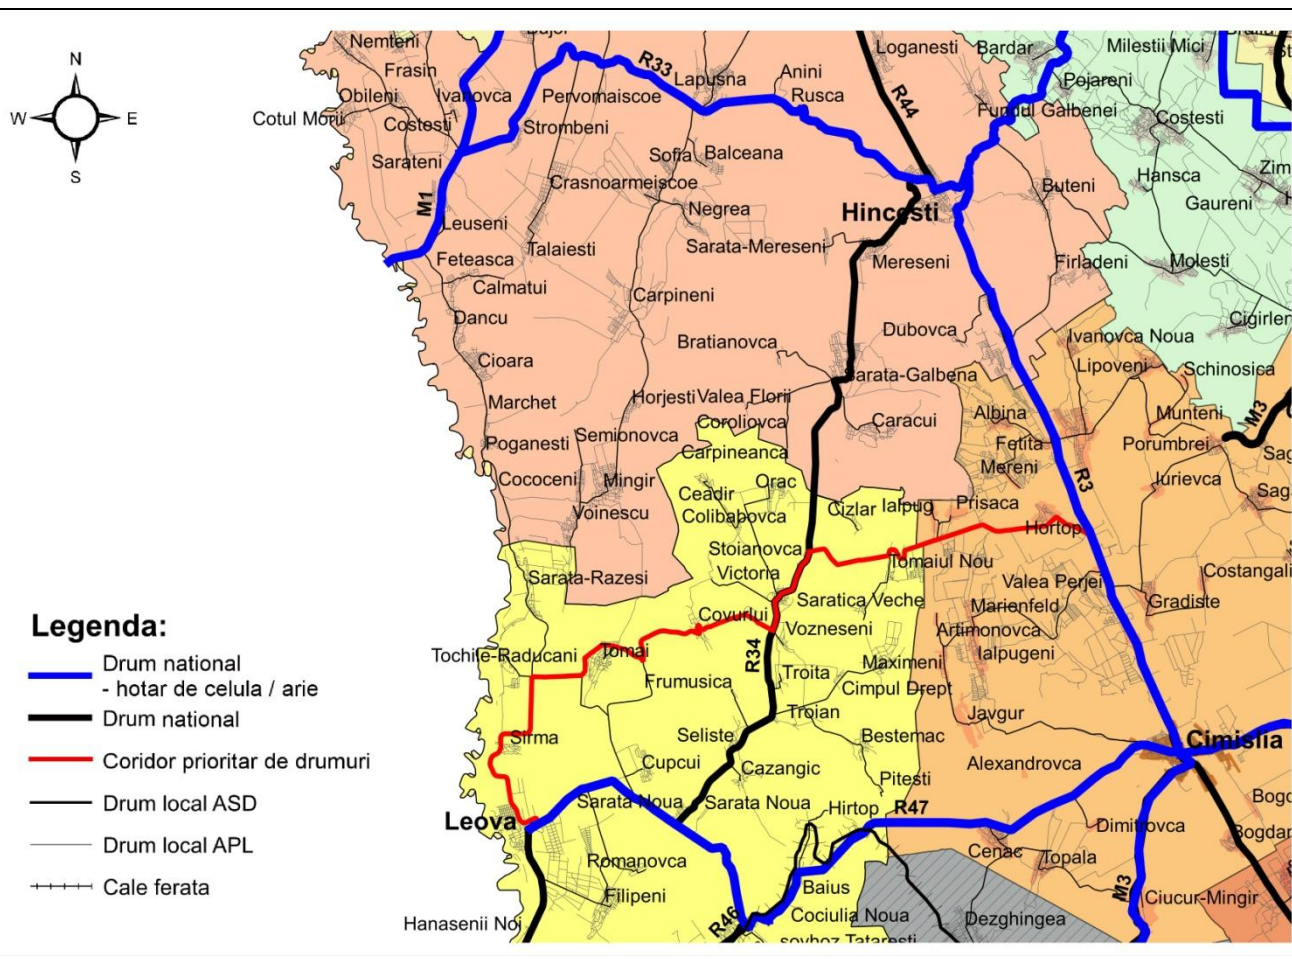 Nemteni
Loganesti
Bardar
Milestii Mici
Frasin
R33
Lapusna
Anini
Pojareni
Obileni
Ivanovca
Pervomaiscoe
Rusca
R44
Fundul Galbenei
N
W
E
S
Cotul Morii
Costesti
Strombeni
Costesti
Sarateni
Sofia
Balceana
Zim
Hansca
Crasnoarmeiscoe
Buteni
M1
Negrea
Hincesti
Gaureni
Leuseni
Talaiesti
Sarata-Mereseni
Feteasca
Mereseni
Firladeni
Molesti
Calmatui
Carpineni
Dancu
Dubovca
Cigirlen
Bratianovca
Ivanovca Noua
Cioara
Sarata-Galbena
Lipoveni
Schinosica
Marchet
Horjesti
Valea Florii
Albina
Munteni
M3
Coroliovca
Caracui
Poganesti
Semionovca
Fetita
Porumbrei
Carpineanca
Mereni
Sag
Cococeni
Mingir
Ceadir
Orac
R3
Iurievca
Saga
Voinescu
Colibabovca
Cizlar
Ialpug
Prisaca
Hortop
Stoianovca
Tomaiul Nou
Sarata-Razesi
Victoria
Valea Perjei
Costangali
Saratica Veche
Marienfeld
Gradiste
Covurlui
Vozneseni
Artimonovca
Legenda:
Tochile-Raducani
Tomai
R34
Ialpugeni
Drum national
- hotar de celula / arie
Frumusica
Troita
Maximeni
Cimpul Drept
Drum national
Troian
Javgur
Sirma
Seliste
Bestemac
Cimislia
Coridor prioritar de drumuri
Cupcui
Cazangic
Pitesti
Alexandrovca
Drum local ASD
Sarata Noua
Sarata Noua
Hirtop
R47
Bogd
Leova
Dimitrovca
Bogdan
Drum local APL
Romanovca
Cenac
Topala
Cale ferata
Filipeni
Baius
M3
Ciucur-Mingir
Hanasenii Noi
R46
Cociulia Noua
Dezghingea
sovhoz Tataresti